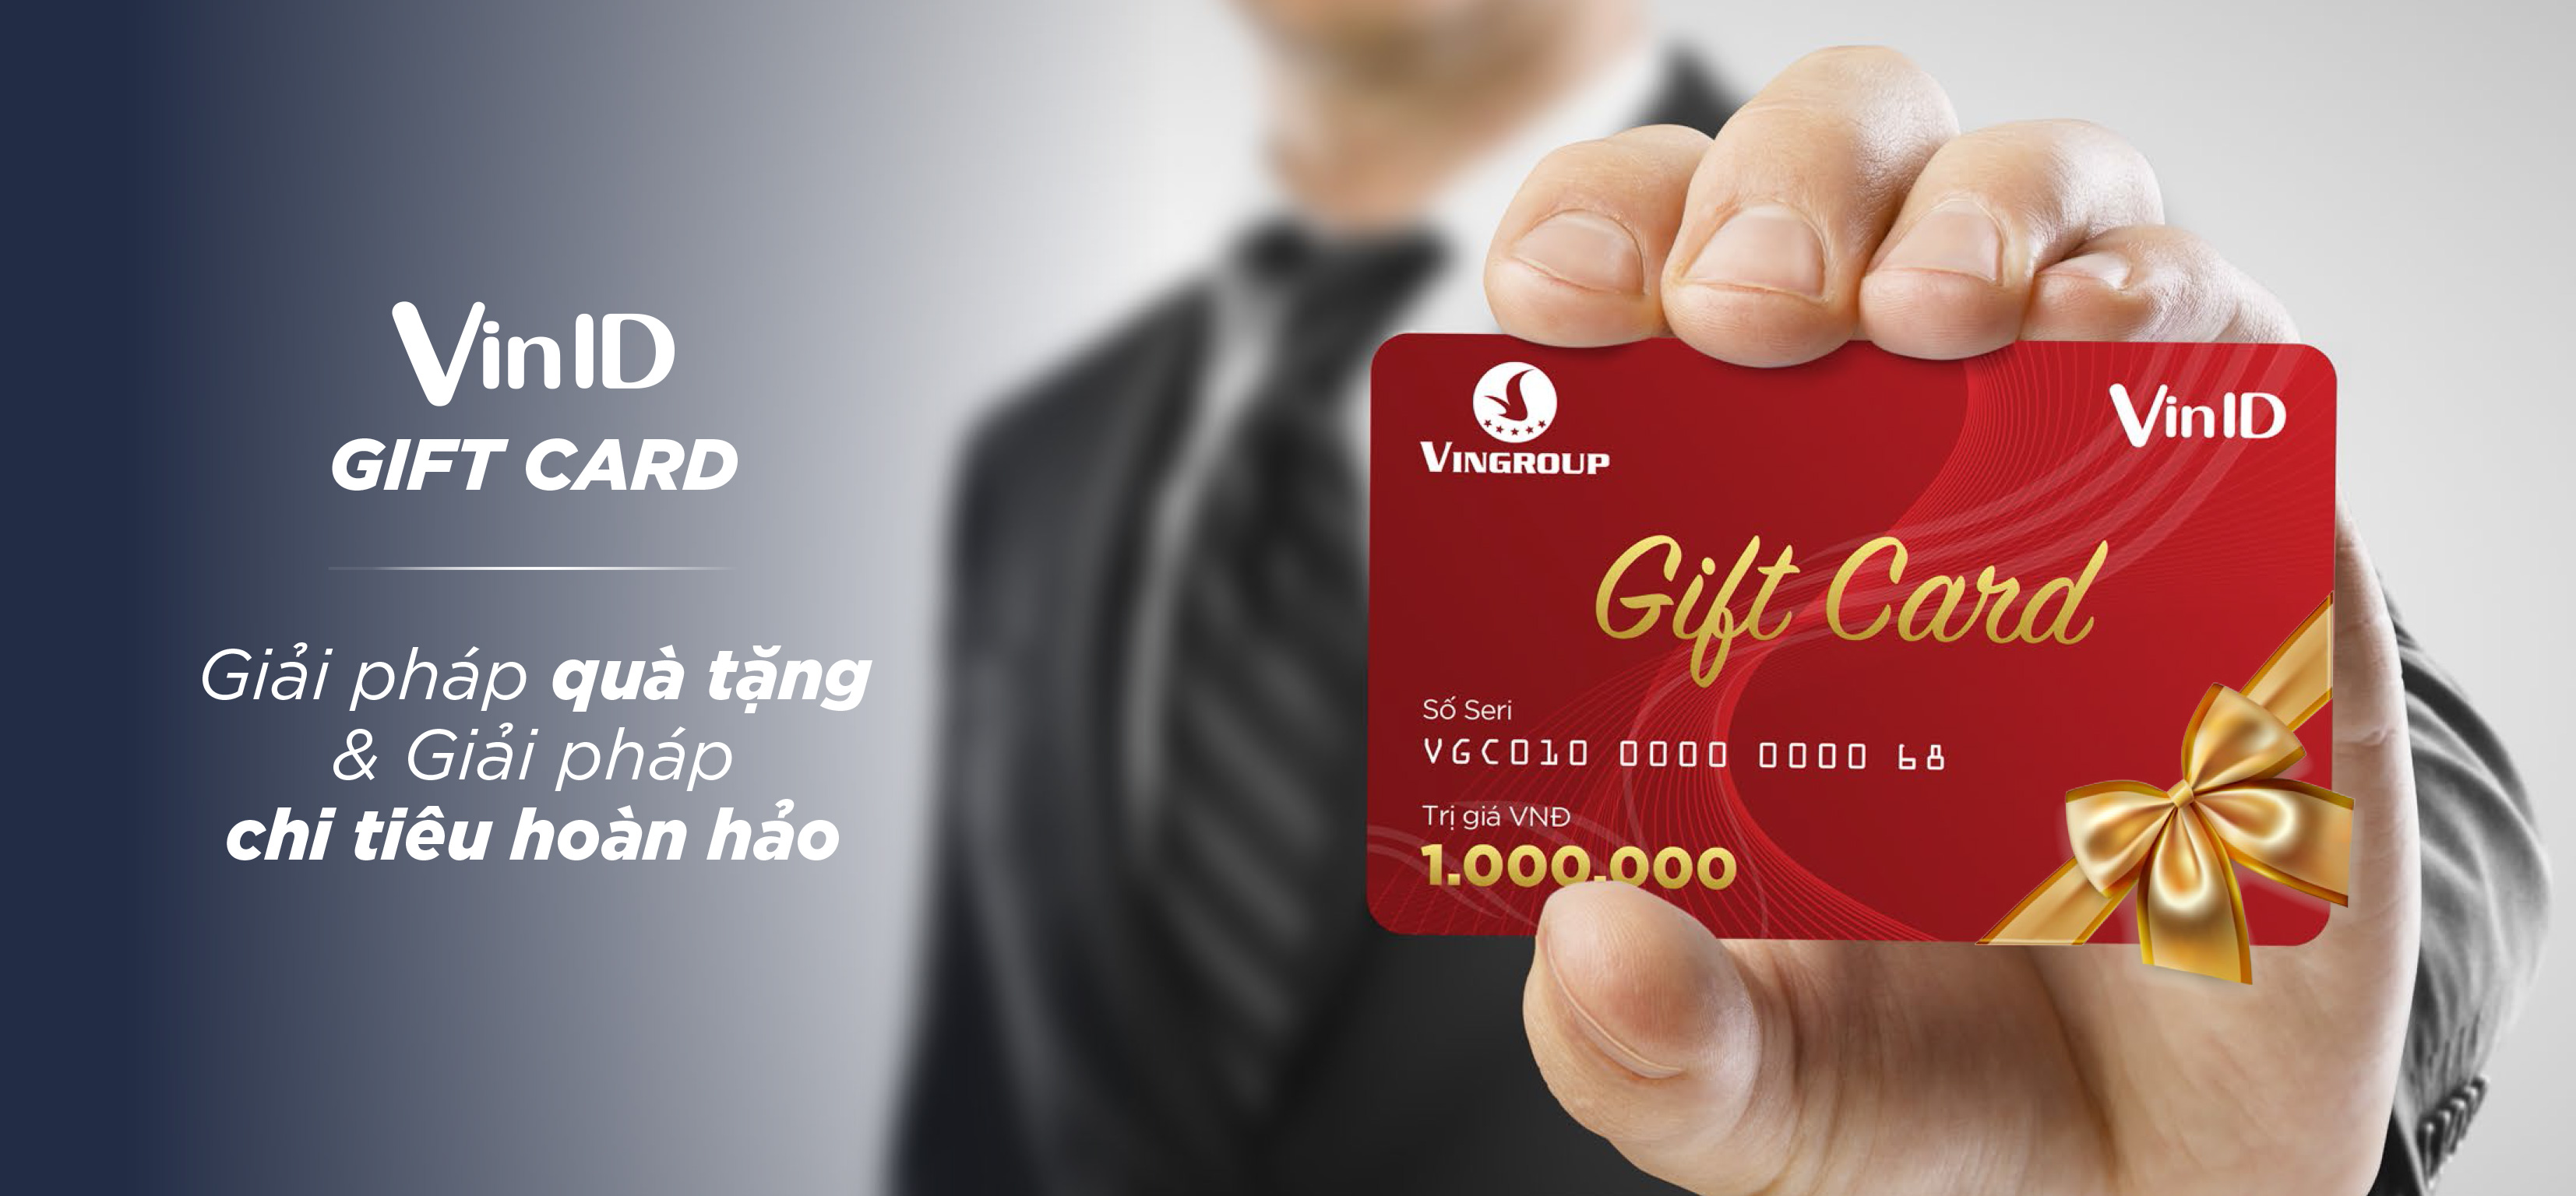 VinID
GIFT CARD
Giải pháp quà tặng
& Giải pháp
chi tiêu hoàn hảo
VINGROUP
VinID
Gift Card
Số Seri
VGC010 0000 0000 68
Trị giá VNĐ
1.000.000